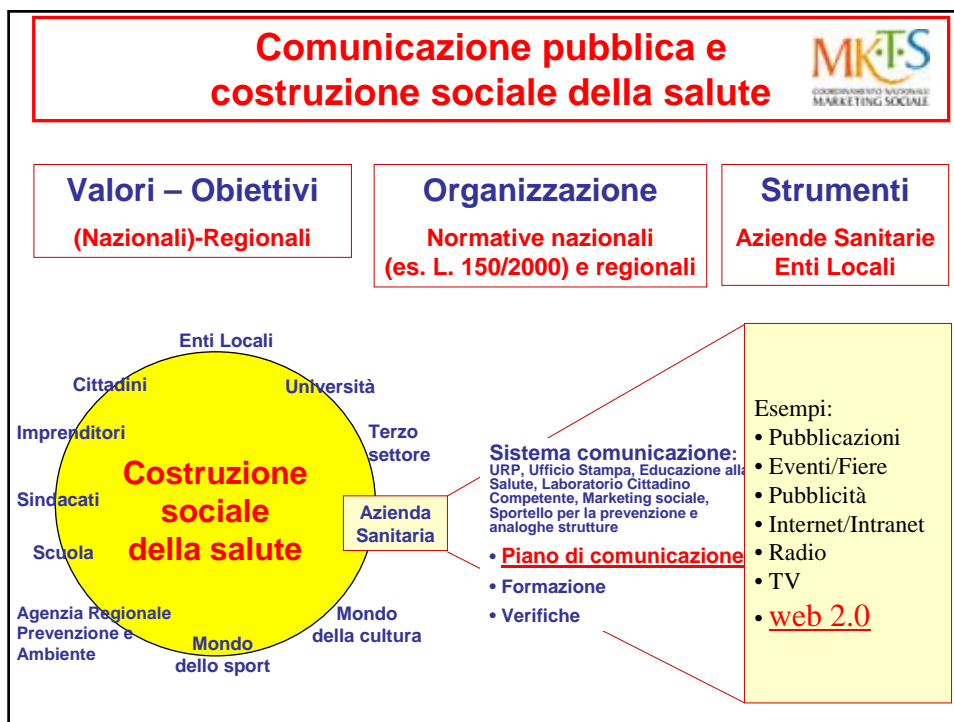 Comunicazione pubblica e
costruzione sociale della salute
MK·T·S
COORDINAMENTO NAZIONALE
MARKETING SOCIALE
Valori – Obiettivi
(Nazionali)-Regionali
Organizzazione
Normative nazionali
(es. L. 150/2000) e regionali
Strumenti
Aziende Sanitarie
Enti Locali
Enti Locali
Cittadini
Università
Imprenditori
Terzo
settore
Sindacati
Costruzione
sociale
della salute
Azienda
Sanitaria
Scuola
Agenzia Regionale
Prevenzione e
Ambiente
Mondo
dello sport
Mondo
della cultura
Sistema comunicazione:
URP, Ufficio Stampa, Educazione alla
Salute, Laboratorio Cittadino
Competente, Marketing sociale,
Sportello per la prevenzione e
analoghe strutture
• Piano di comunicazione
• Formazione
• Verifiche
Esempi:
• Pubblicazioni
• Eventi/Fiere
• Pubblicità
• Internet/Intranet
• Radio
• TV
• web 2.0